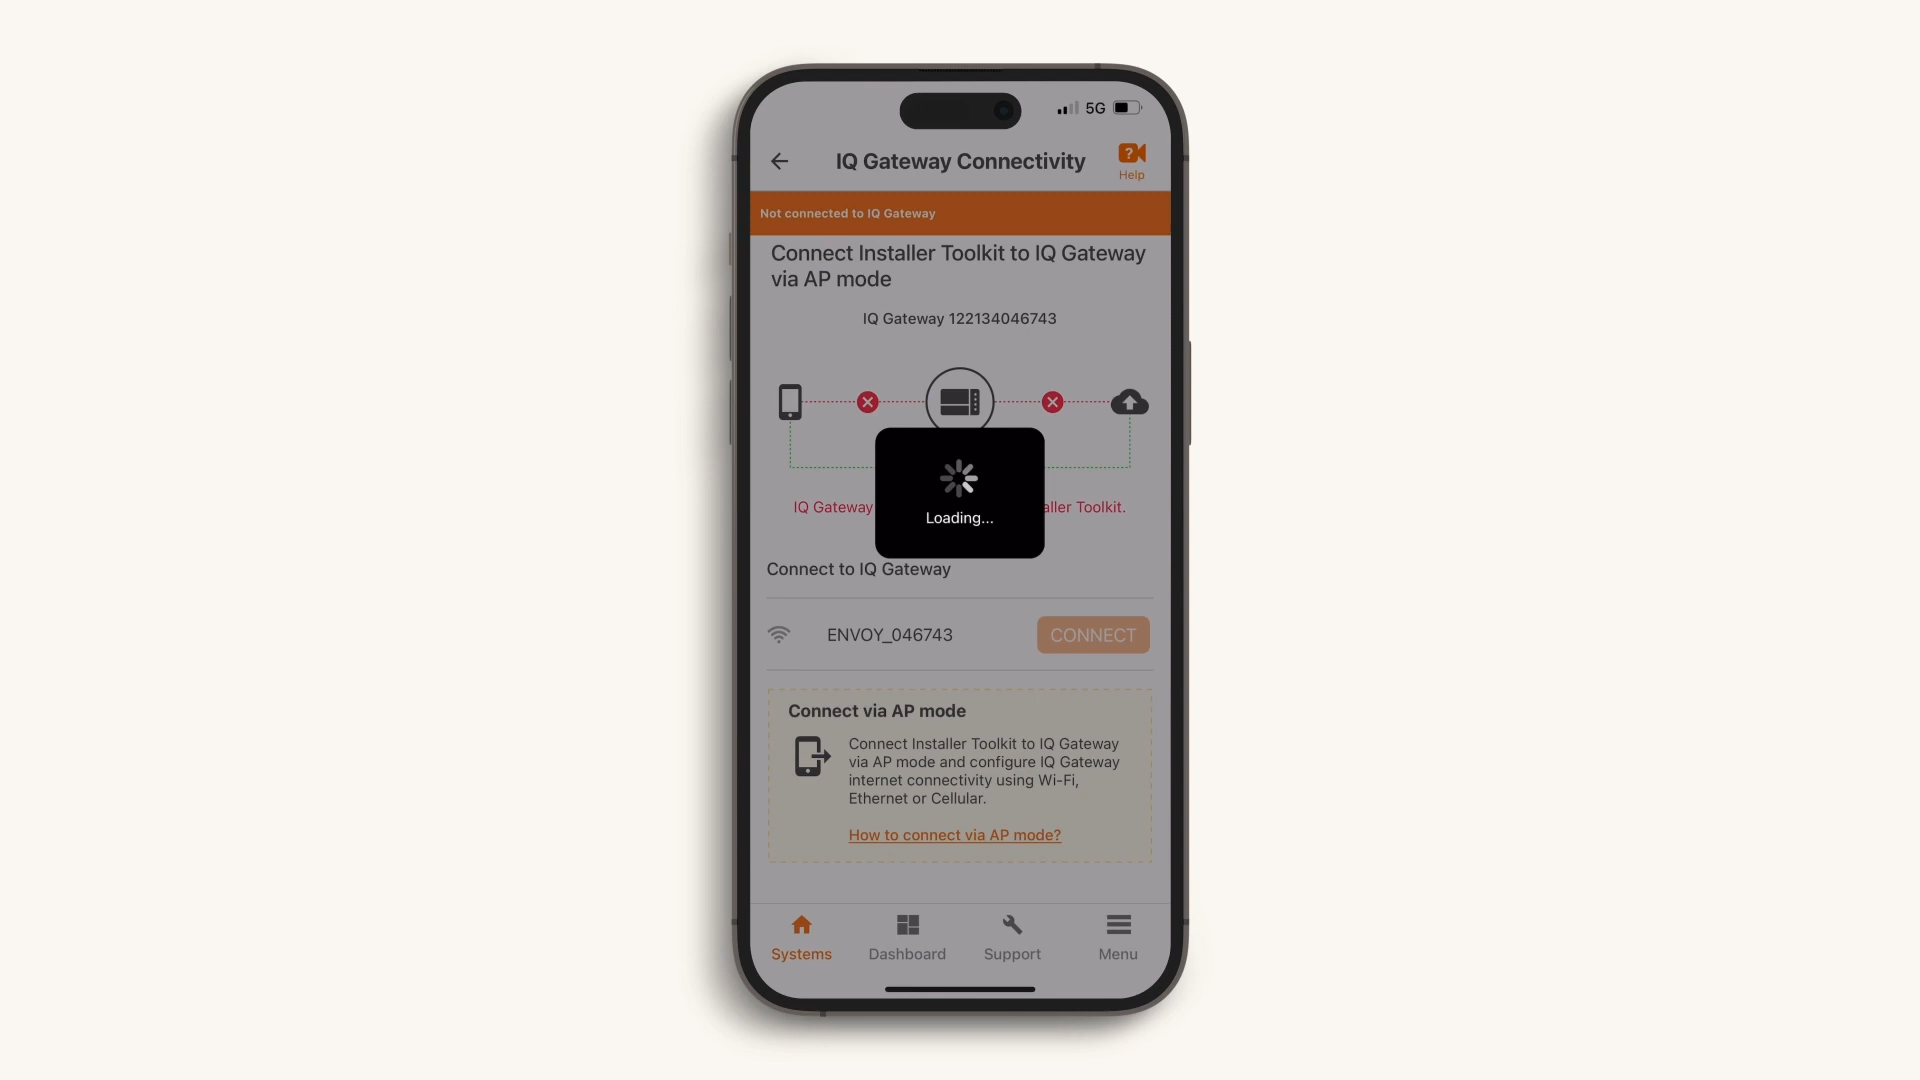 5G
IQ Gateway Connectivity
?
Help
Not connected to IQ Gateway
Connect Installer Toolkit to IQ Gateway
via AP mode
IQ Gateway 122134046743
IQ Gateway
aller Toolkit.
Loading...
Connect to IQ Gateway
ENVOY_046743
CONNECT
Connect via AP mode
Connect Installer Toolkit to IQ Gateway
via AP mode and configure IQ Gateway
internet connectivity using Wi-Fi,
Ethernet or Cellular.
How to connect via AP mode?
Systems
Dashboard
Support
Menu